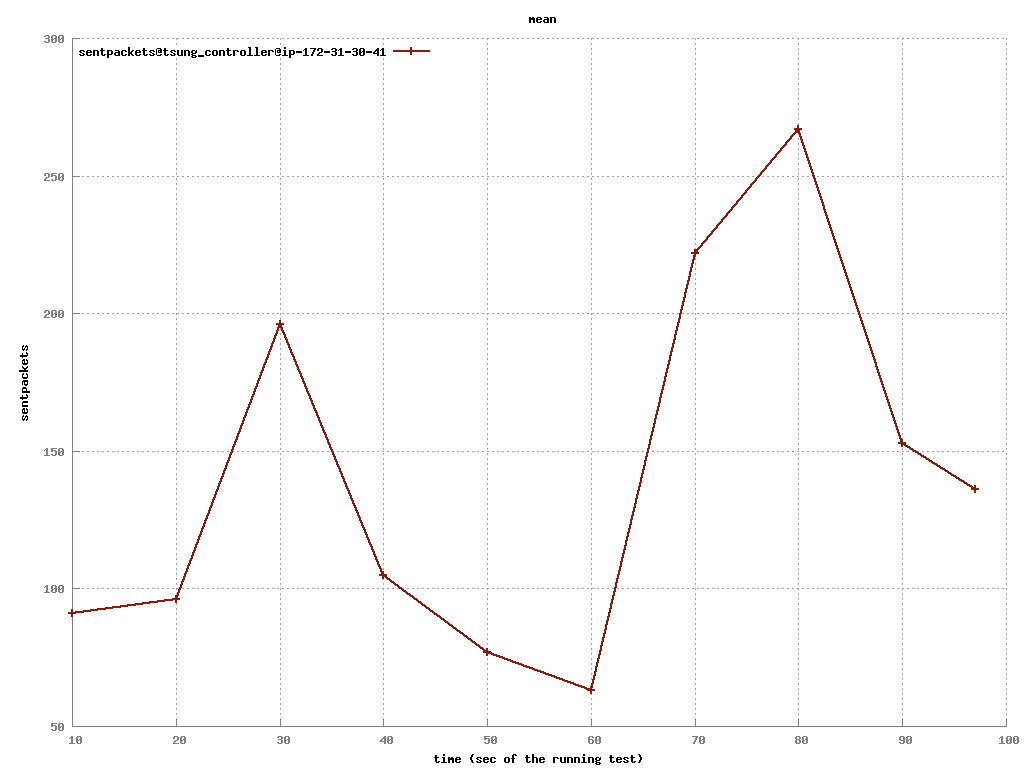 mean
300
sentpackets@tsung_controller@ip-172-31-30-41
250
200
sentpackets
150
100
50
10 20 30 40 50 60 70 80 90 100
time (sec of the running test)